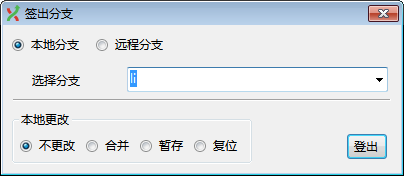 签出分支
本地分支 远程分支
选择分支 li
本地更改
不更改 合并 暂存 复位 登出